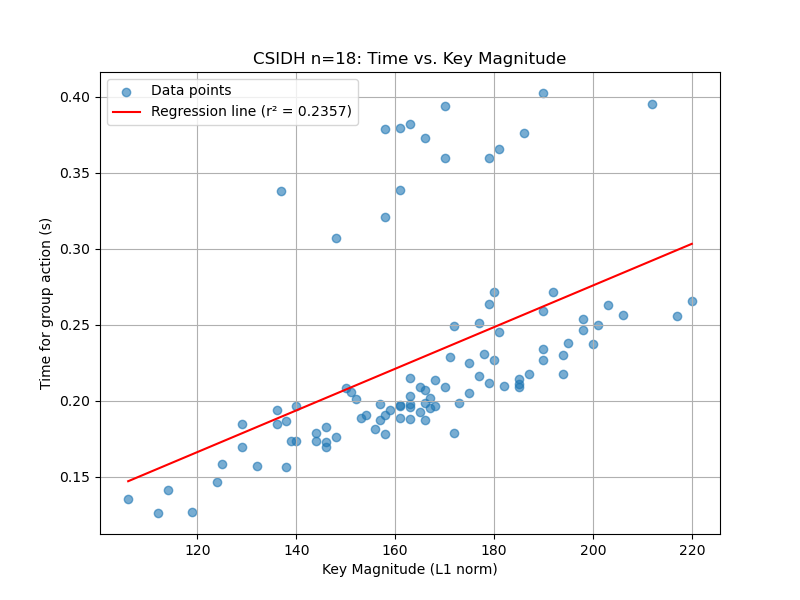 CSIDH n=18: Time vs. Key Magnitude
Data points
Regression line (r² = 0.2357)
0.40
0.35
0.30
0.25
0.20
0.15
Time for group action (s)
120 140 160 180 200 220
Key Magnitude (L1 norm)